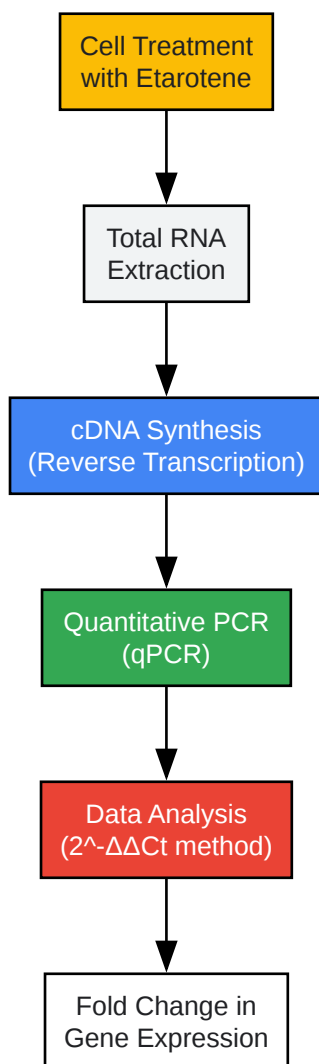 Cell Treatment
with Etarotene
Total RNA
Extraction
cDNA Synthesis
(Reverse Transcription)
Quantitative PCR
(qPCR)
Data Analysis
(2^-ΔΔCt method)
Fold Change in
Gene Expression